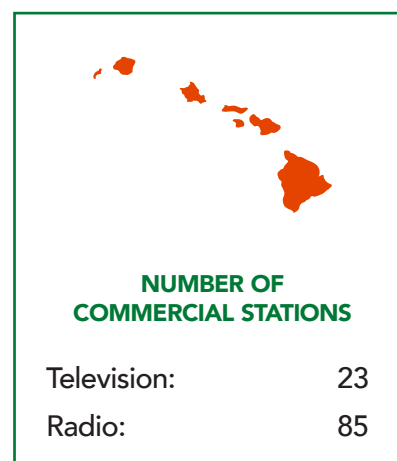 NUMBER OF
COMMERCIAL STATIONS
Television: 23
Radio: 85